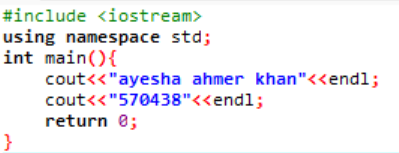 #include <iostream>
using namespace std;
int main(){
    cout<<"ayesha ahmer khan"<<endl;
    cout<<"570438"<<endl;
    return 0;
}